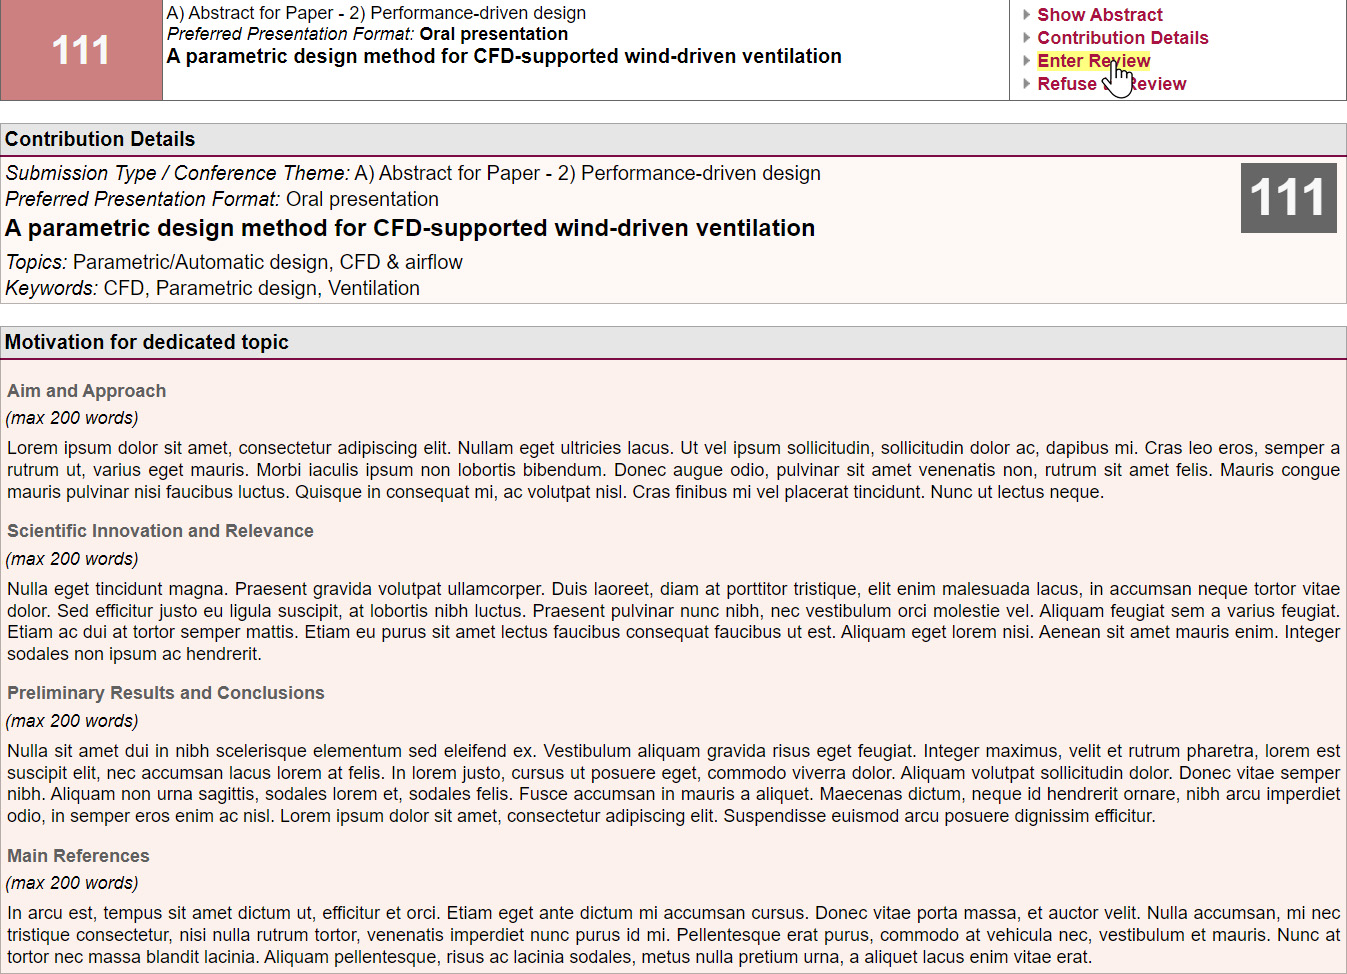 111
A) Abstract for Paper - 2) Performance-driven design
Preferred Presentation Format: Oral presentation
A parametric design method for CFD-supported wind-driven ventilation
Show Abstract
Contribution Details
Enter Review
Refuse Review
Contribution Details
Submission Type / Conference Theme: A) Abstract for Paper - 2) Performance-driven design
Preferred Presentation Format: Oral presentation
111
A parametric design method for CFD-supported wind-driven ventilation
Topics: Parametric/Automatic design, CFD & airflow
Keywords: CFD, Parametric design, Ventilation
Motivation for dedicated topic
Aim and Approach
(max 200 words)
Lorem ipsum dolor sit amet, consectetur adipiscing elit. Nullam eget ultricies lacus. Ut vel ipsum sollicitudin, sollicitudin dolor ac, dapibus mi. Cras leo eros, semper a
rutrum ut, varius eget mauris. Morbi iaculis ipsum non lobortis bibendum. Donec augue odio, pulvinar sit amet venenatis non, rutrum sit amet felis. Mauris congue
mauris pulvinar nisi faucibus luctus. Quisque in consequat mi, ac volutpat nisl. Cras finibus mi vel placerat tincidunt. Nunc ut lectus neque.
Scientific Innovation and Relevance
(max 200 words)
Nulla eget tincidunt magna. Praesent gravida volutpat ullamcorper. Duis laoreet, diam at porttitor tristique, elit enim malesuada lacus, in accumsan neque tortor vitae
dolor. Sed efficitur justo eu ligula suscipit, at lobortis nibh luctus. Praesent pulvinar nunc nibh, nec vestibulum orci molestie vel. Aliquam feugiat sem a varius feugiat.
Etiam ac dui at tortor semper mattis. Etiam eu purus sit amet lectus faucibus consequat faucibus ut est. Aliquam eget lorem nisi. Aenean sit amet mauris enim. Integer
sodales non ipsum ac hendrerit.
Preliminary Results and Conclusions
(max 200 words)
Nulla sit amet dui in nibh scelerisque elementum sed eleifend ex. Vestibulum aliquam gravida risus eget feugiat. Integer maximus, velit et rutrum pharetra, lorem est
suscipit elit, nec accumsan lacus lorem at felis. In lorem justo, cursus ut posuere eget, commodo viverra dolor. Aliquam volutpat sollicitudin dolor. Donec vitae semper
nibh. Aliquam non urna sagittis, sodales lorem et, sodales felis. Fusce accumsan in mauris a aliquet. Maecenas dictum, neque id hendrerit ornare, nibh arcu imperdiet
odio, in semper eros enim ac nisl. Lorem ipsum dolor sit amet, consectetur adipiscing elit. Suspendisse euismod arcu posuere dignissim efficitur.
Main References
(max 200 words)
In arcu est, tempus sit amet dictum ut, efficitur et orci. Etiam eget ante dictum mi accumsan cursus. Donec vitae porta massa, et auctor velit. Nulla accumsan, mi nec
tristique consectetur, nisi nulla rutrum tortor, venenatis imperdiet nunc purus id mi. Pellentesque erat purus, commodo at vehicula nec, vestibulum et mauris. Nunc at
tortor nec massa blandit lacinia. Aliquam pellentesque, risus ac lacinia sodales, metus nulla pretium urna, a aliquet lacus enim vitae erat.